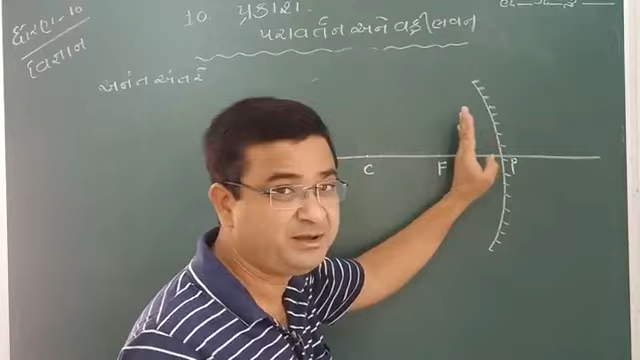 ધોરણ-10
વિજ્ઞાન
10. પ્રકાશ
પરાવર્તન અને વક્રીભવન
અનંત અંતરે
C F P